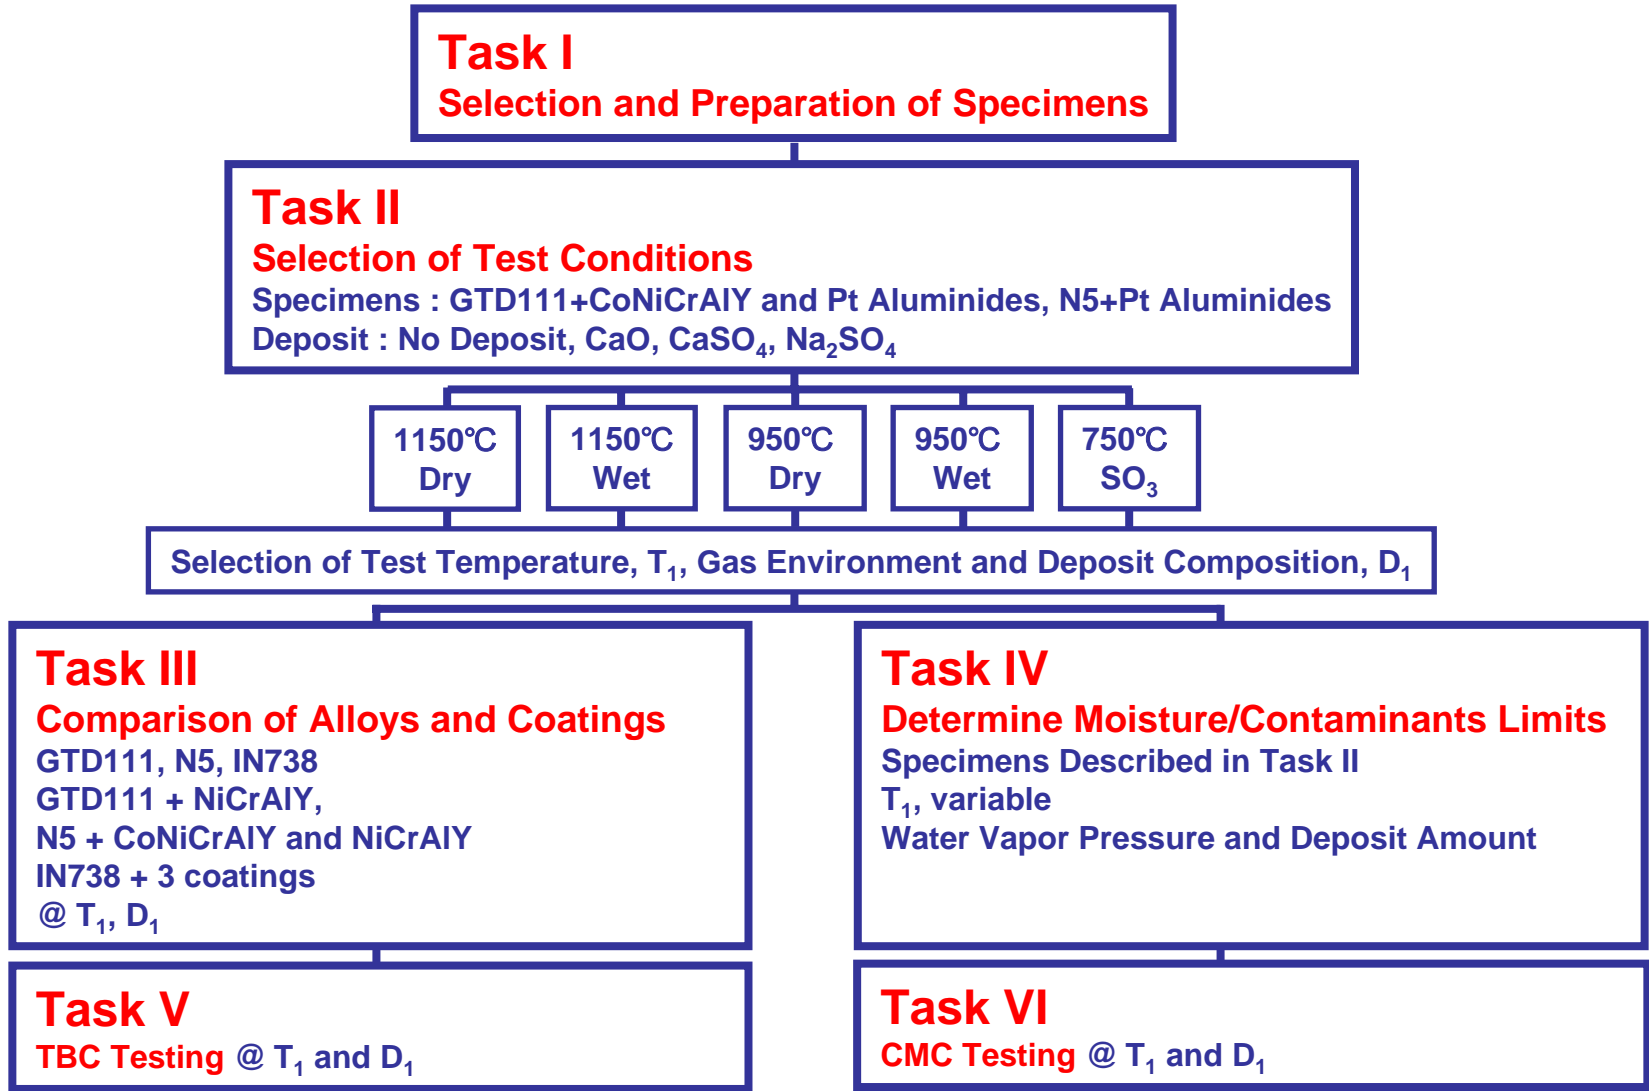 Task I
Selection and Preparation of Specimens
Task II
Selection of Test Conditions
Specimens : GTD111+CoNiCrAlY and Pt Aluminides, N5+Pt Aluminides
Deposit : No Deposit, CaO, CaSO₄, Na₂SO₄
1150℃
Dry
1150℃
Wet
950℃
Dry
950℃
Wet
750℃
SO₃
Selection of Test Temperature, T₁, Gas Environment and Deposit Composition, D₁
Task III
Comparison of Alloys and Coatings
GTD111, N5, IN738
GTD111 + NiCrAlY,
N5 + CoNiCrAlY and NiCrAlY
IN738 + 3 coatings
@ T₁, D₁
Task IV
Determine Moisture/Contaminants Limits
Specimens Described in Task II
T₁, variable
Water Vapor Pressure and Deposit Amount
Task V
TBC Testing @ T₁ and D₁
Task VI
CMC Testing @ T₁ and D₁